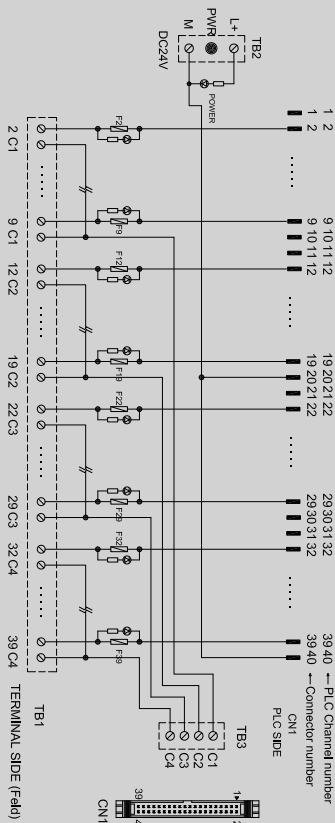 1 2 ..... 9 10 11 12 ..... 19 20 21 22 ..... 29 30 31 32 ..... 39 40 ← PLC Channel number
1 2 ..... 9 10 11 12 ..... 19 20 21 22 ..... 29 30 31 32 ..... 39 40 ← Connector number
CN1
PLC SIDE
TB2
L+
PWR
M
DC24V
POWER
F2 F9 F12 F19 F22 F29 F32 F39
TB3
C1
C2
C3
C4
2 C1 ..... 9 C1 12 C2 ..... 19 C2 22 C3 ..... 29 C3 32 C4 ..... 39 C4
TB1
TERMINAL SIDE (Feld)
1
39
CN1